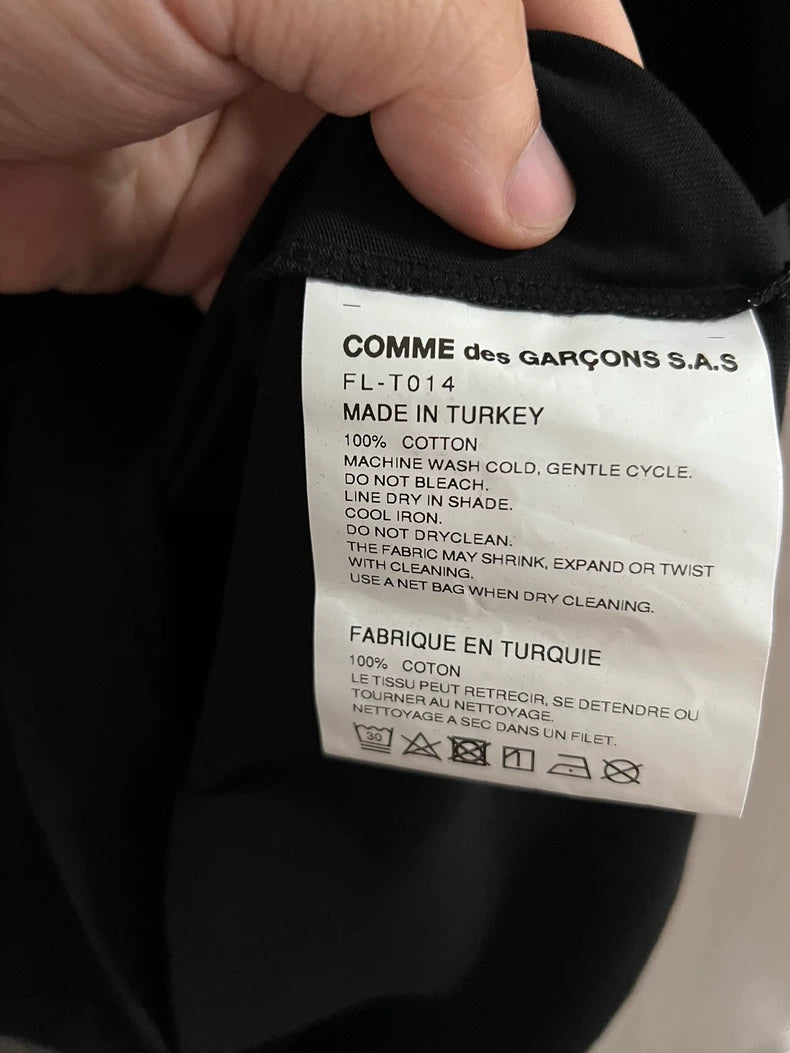 COMME des GARÇONS S.A.S
FL-T014
MADE IN TURKEY
100% COTTON
MACHINE WASH COLD, GENTLE CYCLE.
DO NOT BLEACH.
LINE DRY IN SHADE.
COOL IRON.
DO NOT DRYCLEAN.
THE FABRIC MAY SHRINK, EXPAND OR TWIST
WITH CLEANING.
USE A NET BAG WHEN DRY CLEANING.
FABRIQUE EN TURQUIE
100% COTON
LE TISSU PEUT RETRECIR, SE DETENDRE OU
TOURNER AU NETTOYAGE.
NETTOYAGE A SEC DANS UN FILET.
30